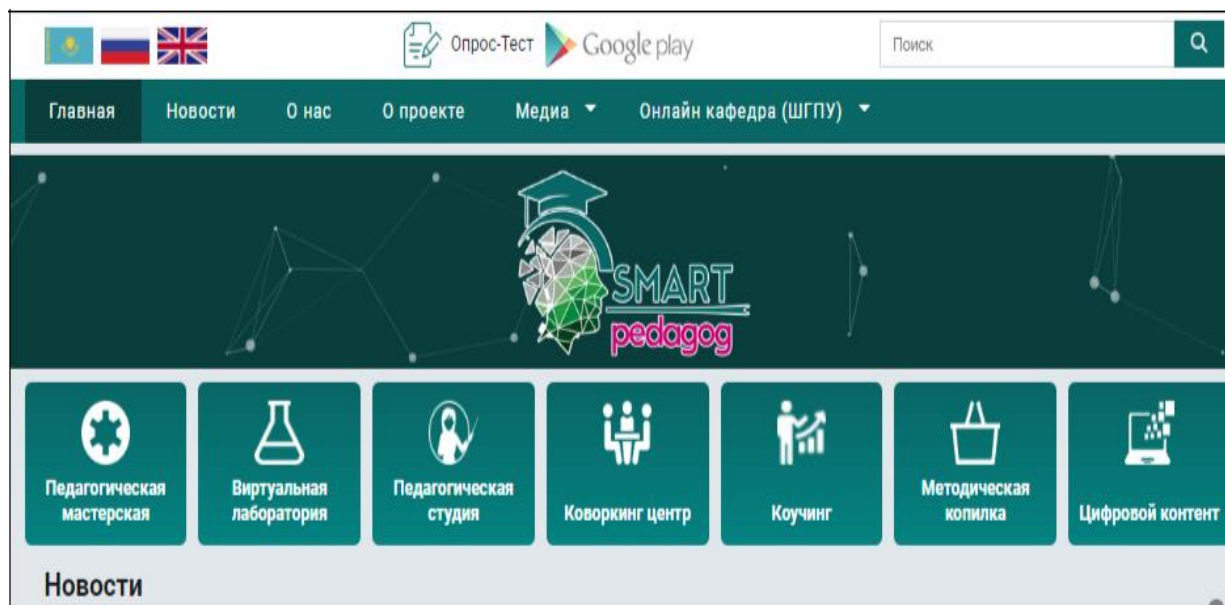 Опрос-Тест
Google play
Поиск
Главная
Новости
О нас
О проекте
Медиа
Онлайн кафедра (ШГПУ)
SMART
pedagog
Педагогическая
мастерская
Виртуальная
лаборатория
Педагогическая
студия
Коворкинг центр
Коучинг
Методическая
копилка
Цифровой контент
Новости